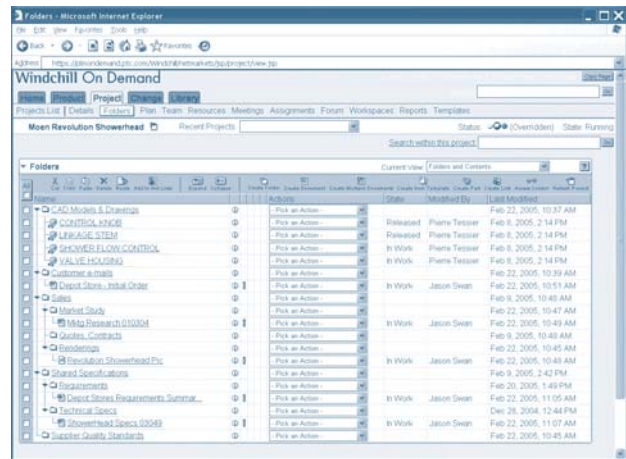 Folders - Microsoft Internet Explorer
File Edit View Favorites Tools Help
Back Favorites
Address
Windchill On Demand
Home Product Project Change Library
Projects List Details Folders Plan Team Resources Meetings Assignments Forum Workspaces Reports Templates
Moen Revolution Showerhead Recent Projects: Status: (Overridden) State: Running
Search within this project:
Folders Current View: Folders and Contents
Name Actions State Modified By Last Modified
CAD Models & Drawings - Pick an Action - Feb 22, 2005, 10:37 AM
CONTROL KNOB - Pick an Action - Released Pierre Tessier Feb 8, 2005, 2:14 PM
LINKAGE STEM - Pick an Action - Released Pierre Tessier Feb 8, 2005, 2:14 PM
SHOWER FLOW CONTROL - Pick an Action - In Work Pierre Tessier Feb 8, 2005, 2:14 PM
VALVE HOUSING - Pick an Action - In Work Pierre Tessier Feb 8, 2005, 2:14 PM
Customer e-mails - Pick an Action - Feb 22, 2005, 10:39 AM
Depot Store - Initial Order - Pick an Action - In Work Jason Swan Feb 22, 2005, 10:51 AM
Sales - Pick an Action - Feb 9, 2005, 10:48 AM
Market Study - Pick an Action - Feb 22, 2005, 10:47 AM
Mktg Research 010304 - Pick an Action - In Work Jason Swan Feb 22, 2005, 10:49 AM
Quotes, Contracts - Pick an Action - Feb 9, 2005, 10:48 AM
Renderings - Pick an Action - Feb 22, 2005, 10:45 AM
Revolution Showerhead Pic - Pick an Action - In Work Jason Swan Feb 22, 2005, 10:48 AM
Shared Specifications - Pick an Action - Feb 9, 2005, 2:42 PM
Requirements - Pick an Action - Feb 20, 2005, 1:49 PM
Depot Stores Requirements Summar... - Pick an Action - In Work Jason Swan Feb 22, 2005, 11:05 AM
Technical Specs - Pick an Action - Dec 28, 2004, 12:44 PM
ShowerHead Specs 03049 - Pick an Action - In Work Jason Swan Feb 22, 2005, 11:07 AM
Supplier Quality Standards - Pick an Action - Feb 22, 2005, 10:45 AM